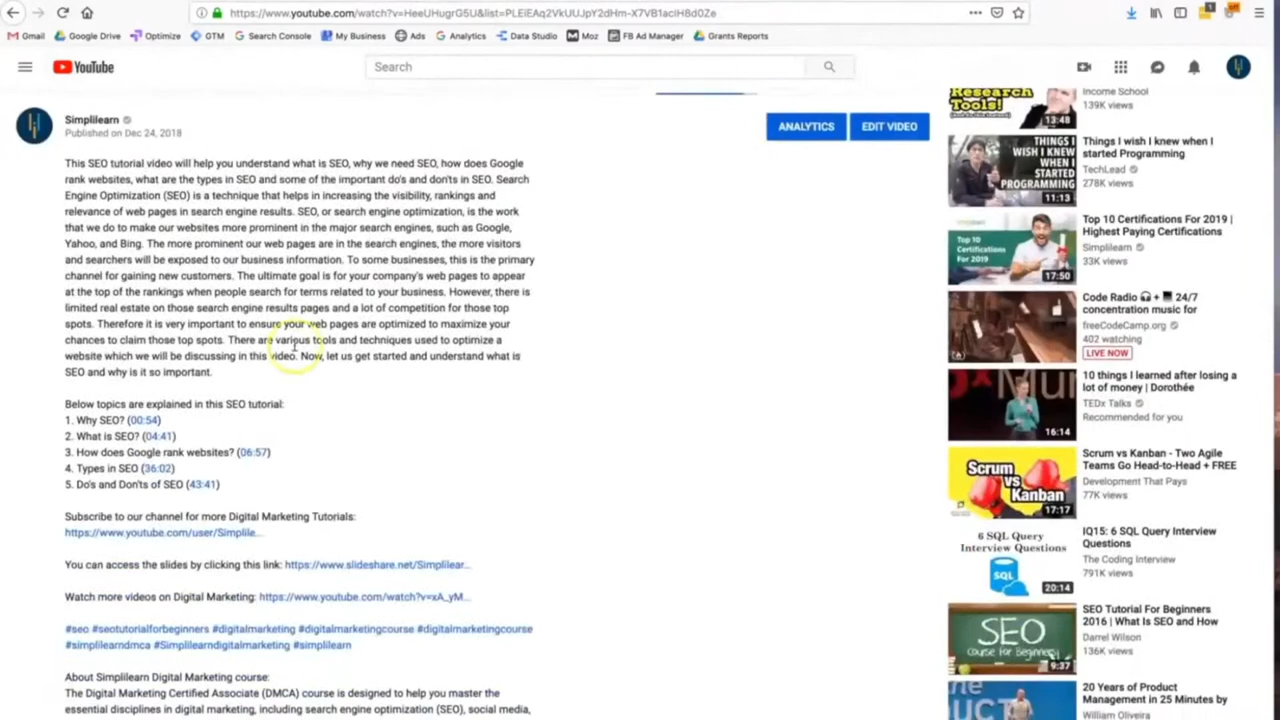 https://www.youtube.com/watch?v=HeeUHugrG5U&list=PLEiEAq2VkUUJpY2dHm-X7VB1aciH8d0Ze
Gmail Google Drive Optimize GTM Search Console My Business Ads Analytics Data Studio Moz FB Ad Manager Grants Reports
YouTube
Search
Simplilearn
Published on Dec 24, 2018
ANALYTICS
EDIT VIDEO
This SEO tutorial video will help you understand what is SEO, why we need SEO, how does Google
rank websites, what are the types in SEO and some of the important do's and don'ts in SEO. Search
Engine Optimization (SEO) is a technique that helps in increasing the visibility, rankings and
relevance of web pages in search engine results. SEO, or search engine optimization, is the work
that we do to make our websites more prominent in the major search engines, such as Google,
Yahoo, and Bing. The more prominent our web pages are in the search engines, the more visitors
and searchers will be exposed to our business information. To some businesses, this is the primary
channel for gaining new customers. The ultimate goal is for your company's web pages to appear
at the top of the rankings when people search for terms related to your business. However, there is
limited real estate on those search engine results pages and a lot of competition for those top
spots. Therefore it is very important to ensure your web pages are optimized to maximize your
chances to claim those top spots. There are various tools and techniques used to optimize a
website which we will be discussing in this video. Now, let us get started and understand what is
SEO and why is it so important.
Below topics are explained in this SEO tutorial:
1. Why SEO? (00:54)
2. What is SEO? (04:41)
3. How does Google rank websites? (06:57)
4. Types in SEO (36:02)
5. Do's and Don'ts of SEO (43:41)
Subscribe to our channel for more Digital Marketing Tutorials:
https://www.youtube.com/user/Simplile...
You can access the slides by clicking this link: https://www.slideshare.net/Simplilear...
Watch more videos on Digital Marketing: https://www.youtube.com/watch?v=xA_yM...
#seo #seotutorialforbeginners #digitalmarketing #digitalmarketingcourse #digitalmarketingcourse
#simplilearndmca #Simplilearndigitalmarketing #simplilearn
About Simplilearn Digital Marketing course:
The Digital Marketing Certified Associate (DMCA) course is designed to help you master the
essential disciplines in digital marketing, including search engine optimization (SEO), social media,
Research
Tools!
13:48
Income School
139K views
THINGS I
WISH I KNEW
WHEN I
STARTED
PROGRAMMING
11:13
Things I wish I knew when I
started Programming
TechLead
278K views
Top 10
Certifications
For 2019
17:50
Top 10 Certifications For 2019 |
Highest Paying Certifications
Simplilearn
33K views
Code Radio + 24/7
concentration music for
freeCodeCamp.org
402 watching
LIVE NOW
16:14
10 things I learned after losing a
lot of money | Dorothée
TEDx Talks
Recommended for you
Scrum
vs
Kanban
17:17
Scrum vs Kanban - Two Agile
Teams Go Head-to-Head + FREE
Development That Pays
77K views
6 SQL Query
Interview Questions
SQL
20:14
IQ15: 6 SQL Query Interview
Questions
The Coding Interview
791K views
SEO
Course for Beginners
9:37
SEO Tutorial For Beginners
2016 | What Is SEO and How
Darrel Wilson
136K views
20 Years of Product
Management in 25 Minutes by
William Oliveira